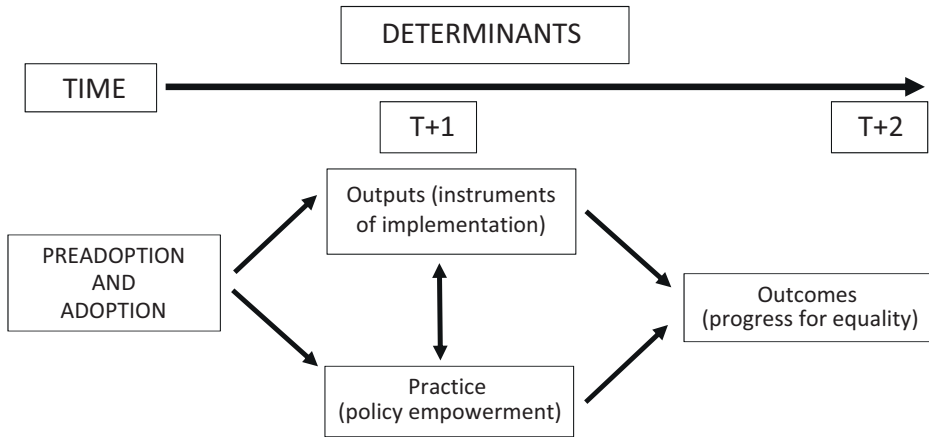 DETERMINANTS
TIME
T+1
T+2
Outputs (instruments
of implementation)
PREADOPTION
AND
ADOPTION
Outcomes
(progress for equality)
Practice
(policy empowerment)